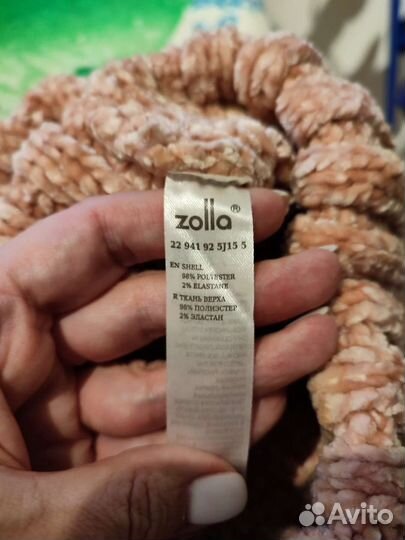 zolla®
22 941 92 5J15 5
EN SHELL
98% POLYESTER
2% ELASTANE
R ТКАНЬ ВЕРХА
98% ПОЛИЭСТЕР
2% ЭЛАСТАН
Avito